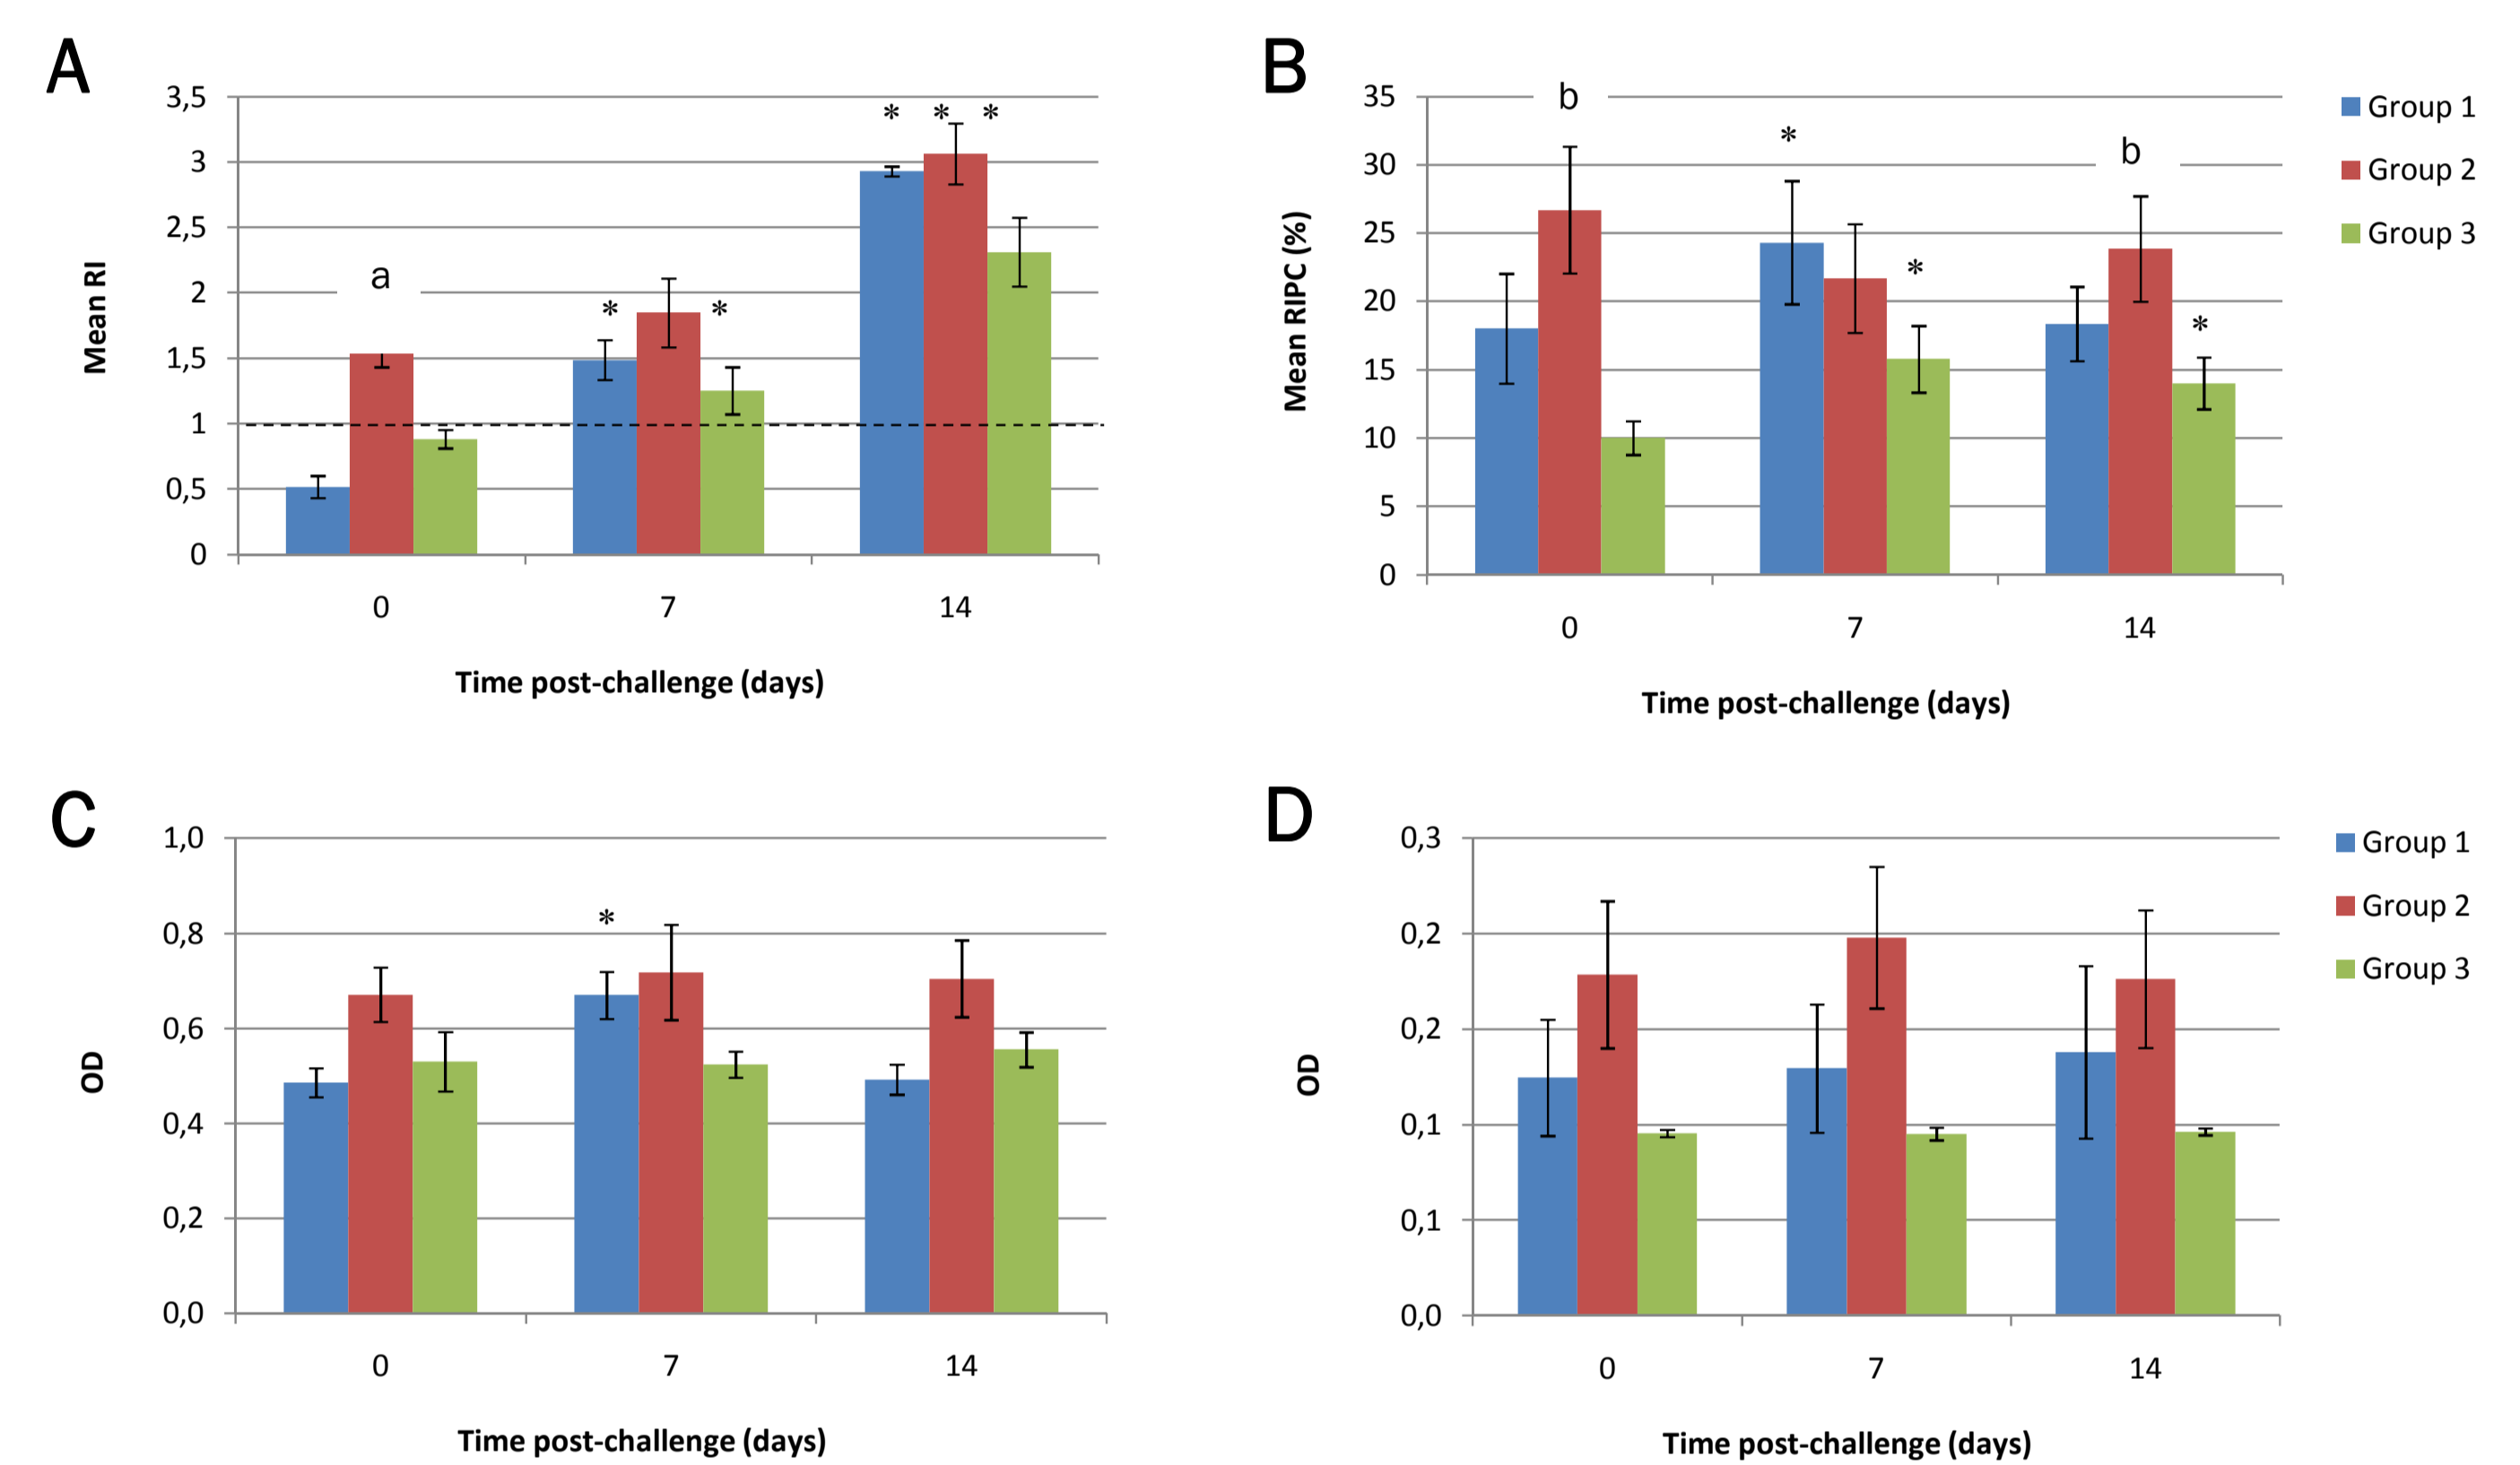 A
3,5
3
2,5
2
1,5
1
0,5
0
Mean RI
a
* *
* * *
0 7 14
Time post-challenge (days)
B
35
30
25
20
15
10
5
0
Mean RIPC (%)
b
*
*
b
*
0 7 14
Time post-challenge (days)
Group 1
Group 2
Group 3
C
1,0
0,8
0,6
0,4
0,2
0,0
OD
*
0 7 14
Time post-challenge (days)
D
0,3
0,2
0,2
0,1
0,1
0,0
OD
0 7 14
Time post-challenge (days)
Group 1
Group 2
Group 3